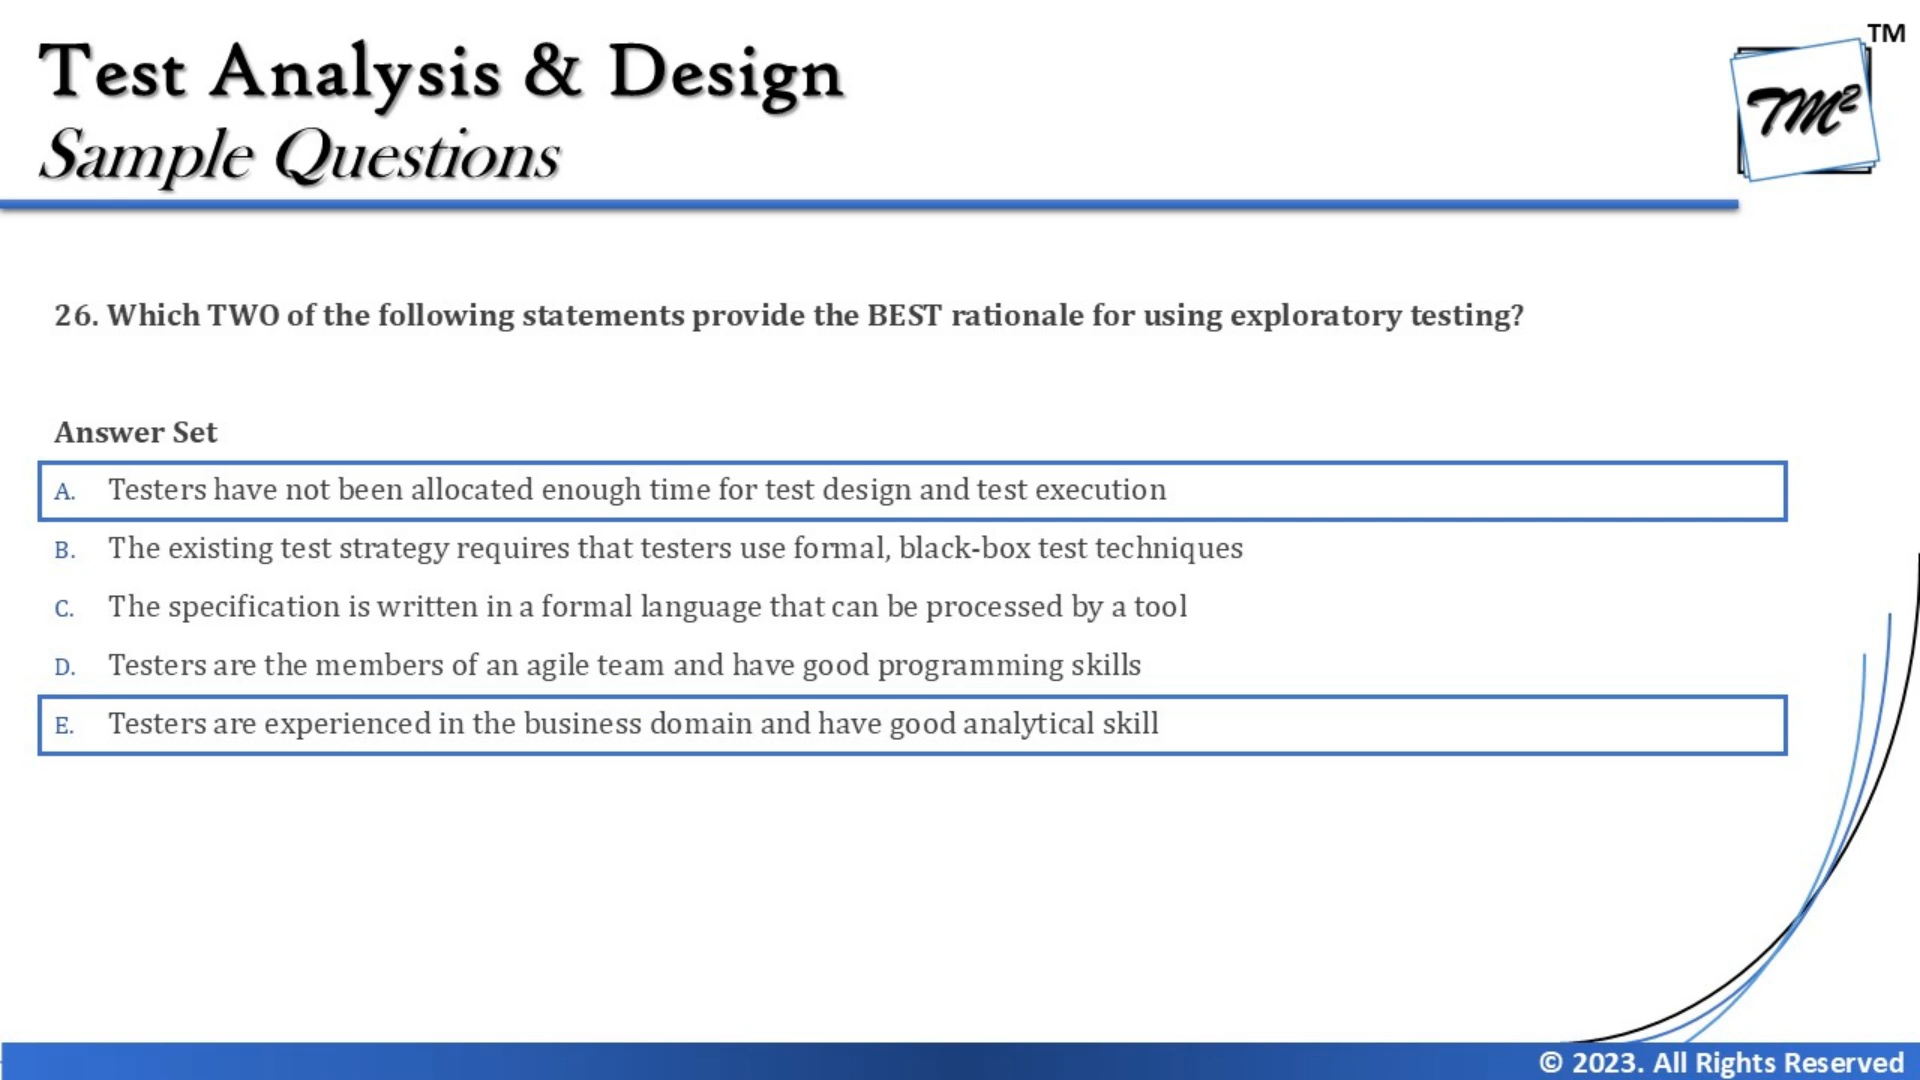 Test Analysis & Design
Sample Questions
TM
TM²
26. Which TWO of the following statements provide the BEST rationale for using exploratory testing?
Answer Set
A. Testers have not been allocated enough time for test design and test execution
B. The existing test strategy requires that testers use formal, black-box test techniques
C. The specification is written in a formal language that can be processed by a tool
D. Testers are the members of an agile team and have good programming skills
E. Testers are experienced in the business domain and have good analytical skill
© 2023. All Rights Reserved